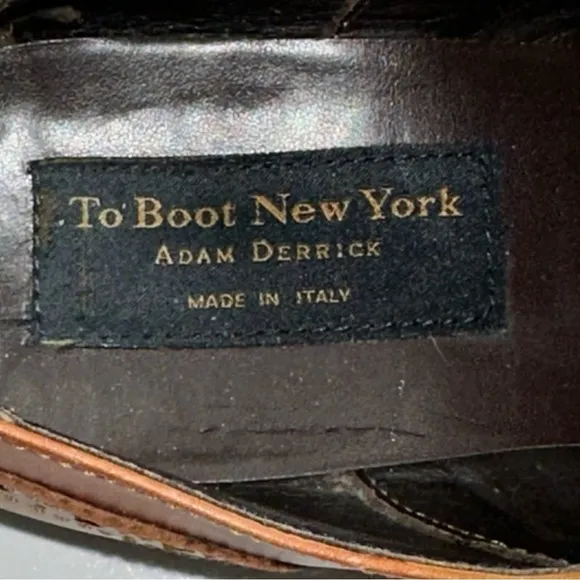 To Boot New York
ADAM DERRICK
MADE IN ITALY